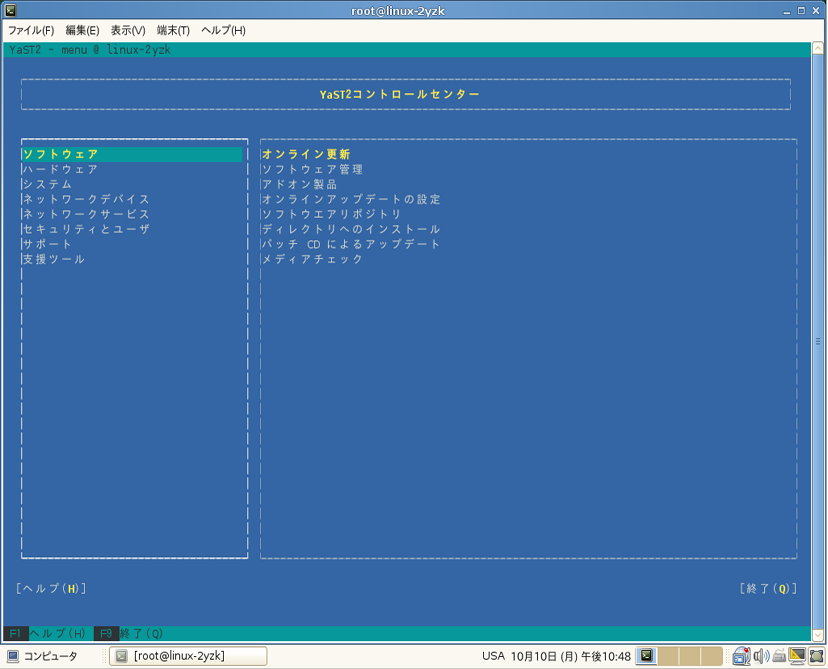 root@linux-2yzk
ファイル(F) 編集(E) 表示(V) 端末(T) ヘルプ(H)
YaST2 - menu @ linux-2yzk
YaST2コントロールセンター
ソフトウェア
ハードウェア
システム
ネットワークデバイス
ネットワークサービス
セキュリティとユーザ
サポート
支援ツール
オンライン更新
ソフトウェア管理
アドオン製品
オンラインアップデートの設定
ソフトウエアリポジトリ
ディレクトリへのインストール
パッチ CD によるアップデート
メディアチェック
[ヘルプ(H)] [終了(Q)]
F1 ヘルプ(H) F9 終了(Q)
コンピュータ [root@linux-2yzk] USA 10月10日 (月) 午後10:48